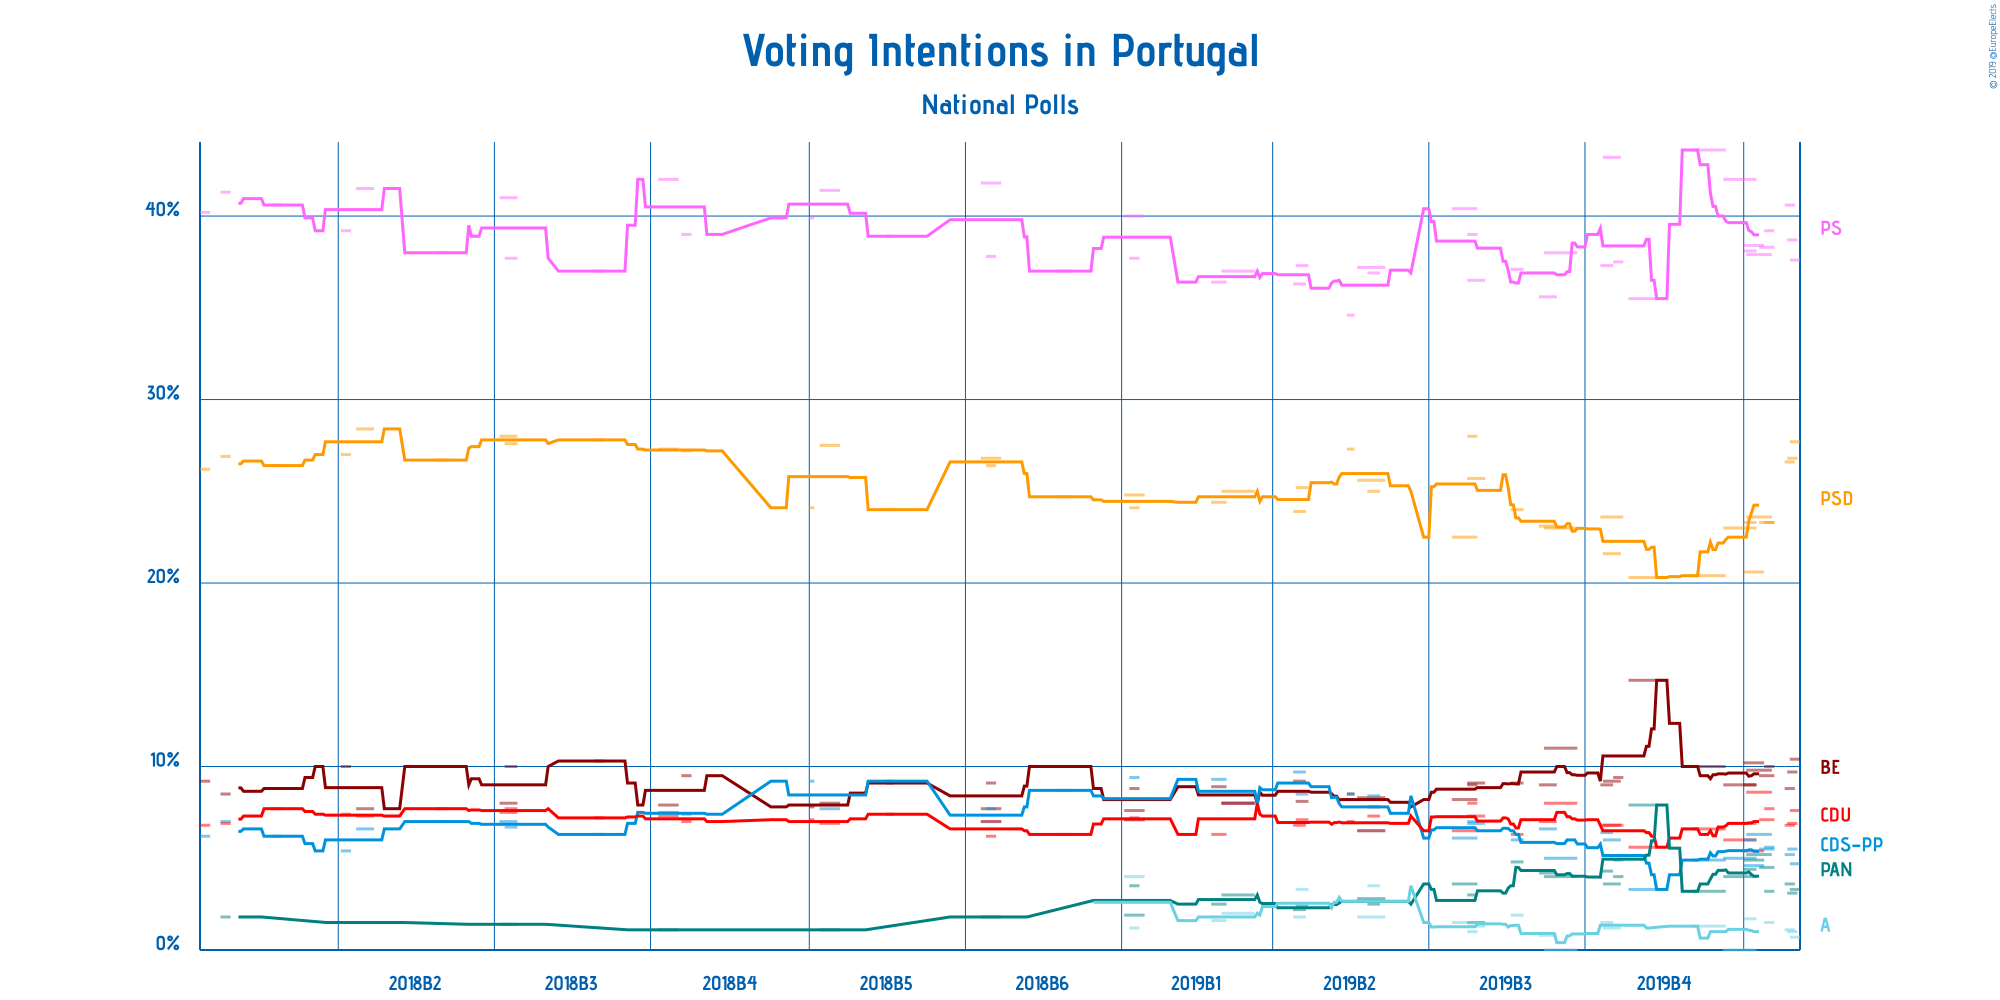 Voting Intentions in Portugal
National Polls
© 2019 @EuropeElects
40%
30%
20%
10%
0%
PS
PSD
BE
CDU
CDS-PP
PAN
A
2018B2 2018B3 2018B4 2018B5 2018B6 2019B1 2019B2 2019B3 2019B4